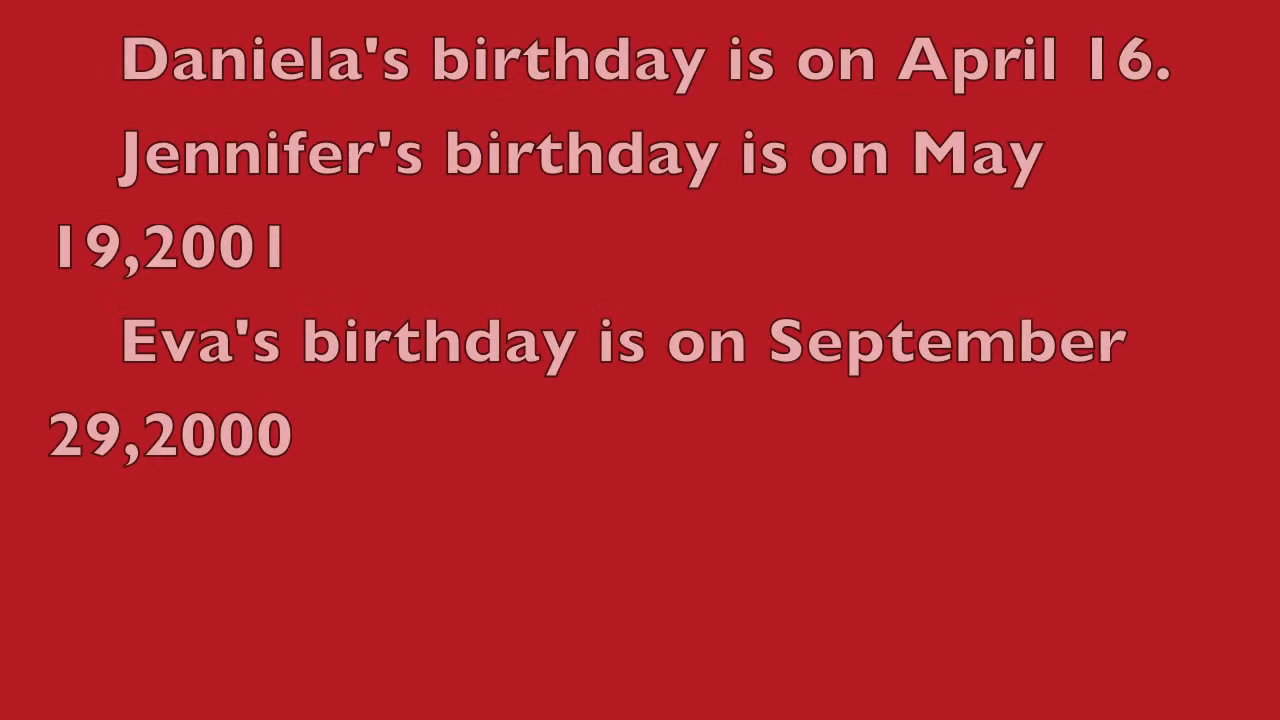 Daniela's birthday is on April 16.
Jennifer's birthday is on May
19,2001
Eva's birthday is on September
29,2000